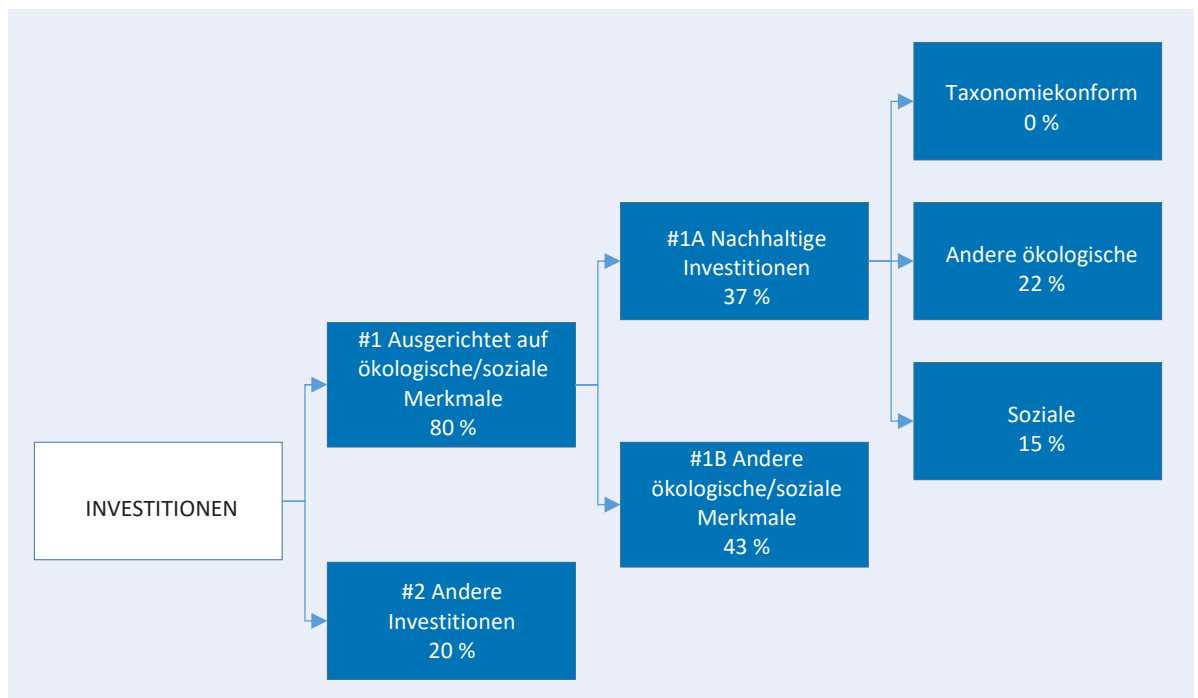 INVESTITIONEN
#1 Ausgerichtet auf
ökologische/soziale
Merkmale
80 %
#2 Andere
Investitionen
20 %
#1A Nachhaltige
Investitionen
37 %
#1B Andere
ökologische/soziale
Merkmale
43 %
Taxonomiekonform
0 %
Andere ökologische
22 %
Soziale
15 %